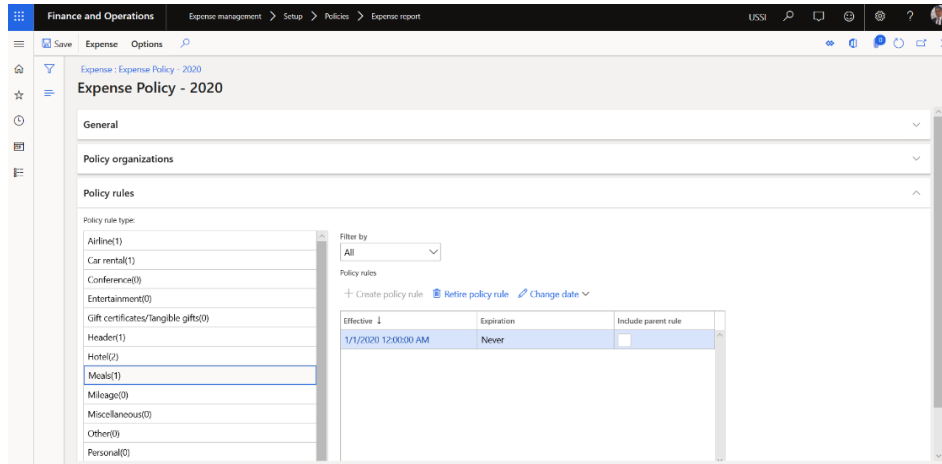 Finance and Operations
Expense management > Setup > Policies > Expense report
USSI
?
Save
Expense
Options
0
Expense : Expense Policy - 2020
Expense Policy - 2020
General
Policy organizations
Policy rules
Policy rule type:
Airline(1)
Car rental(1)
Conference(0)
Entertainment(0)
Gift certificates/Tangible gifts(0)
Header(1)
Hotel(2)
Meals(1)
Mileage(0)
Miscellaneous(0)
Other(0)
Personal(0)
Filter by
All
Policy rules
+ Create policy rule
Retire policy rule
Change date
Effective ↓ Expiration Include parent rule
1/1/2020 12:00:00 AM Never